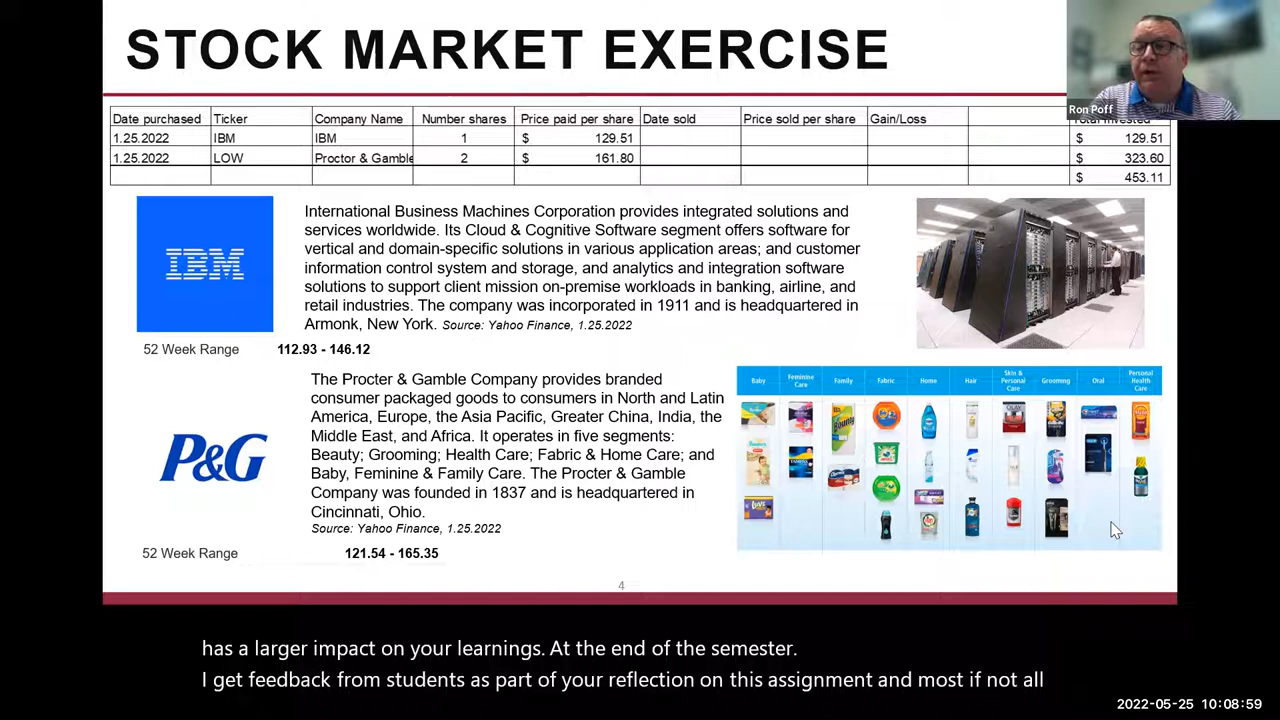 STOCK MARKET EXERCISE
Ron Poff
Date purchased Ticker Company Name Number shares Price paid per share Date sold Price sold per share Gain/Loss Total Invested
1.25.2022 IBM IBM 1 $ 129.51 $ 129.51
1.25.2022 LOW Proctor & Gamble 2 $ 161.80 $ 323.60
$ 453.11
IBM
International Business Machines Corporation provides integrated solutions and
services worldwide. Its Cloud & Cognitive Software segment offers software for
vertical and domain-specific solutions in various application areas; and customer
information control system and storage, and analytics and integration software
solutions to support client mission on-premise workloads in banking, airline, and
retail industries. The company was incorporated in 1911 and is headquartered in
Armonk, New York. Source: Yahoo Finance, 1.25.2022
52 Week Range 112.93 - 146.12
P&G
The Procter & Gamble Company provides branded
consumer packaged goods to consumers in North and Latin
America, Europe, the Asia Pacific, Greater China, India, the
Middle East, and Africa. It operates in five segments:
Beauty; Grooming; Health Care; Fabric & Home Care; and
Baby, Feminine & Family Care. The Procter & Gamble
Company was founded in 1837 and is headquartered in
Cincinnati, Ohio.
Source: Yahoo Finance, 1.25.2022
52 Week Range 121.54 - 165.35
Baby Feminine Care Family Fabric Home Hair Skin & Personal Care Grooming Oral Personal Health Care
Bounty
OLAY
4
has a larger impact on your learnings. At the end of the semester.
I get feedback from students as part of your reflection on this assignment and most if not all
2022-05-25 10:08:59